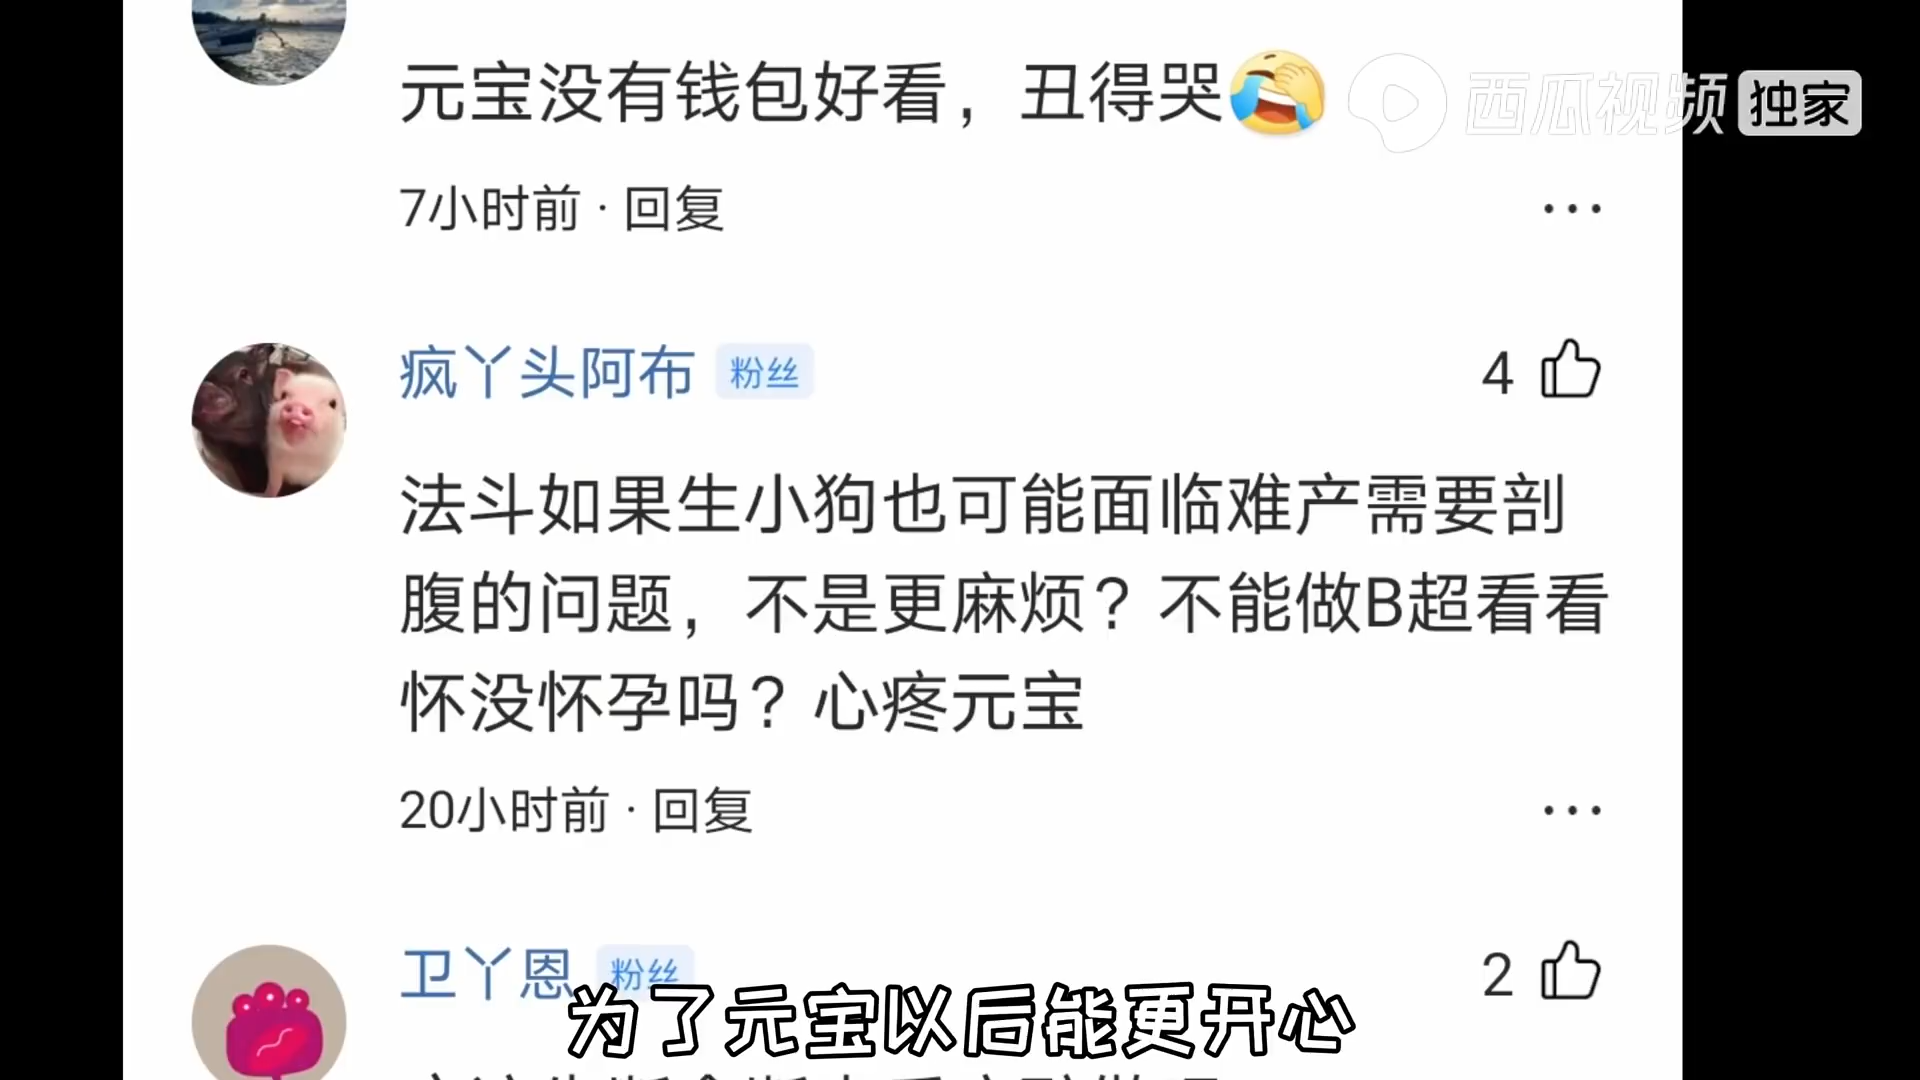 元宝没有钱包好看，丑得哭
西瓜视频 独家
7小时前 · 回复
疯丫头阿布 粉丝
4
法斗如果生小狗也可能面临难产需要剖
腹的问题，不是更麻烦？不能做B超看看
怀没怀孕吗？心疼元宝
20小时前 · 回复
卫丫恩 粉丝
2
为了元宝以后能更开心